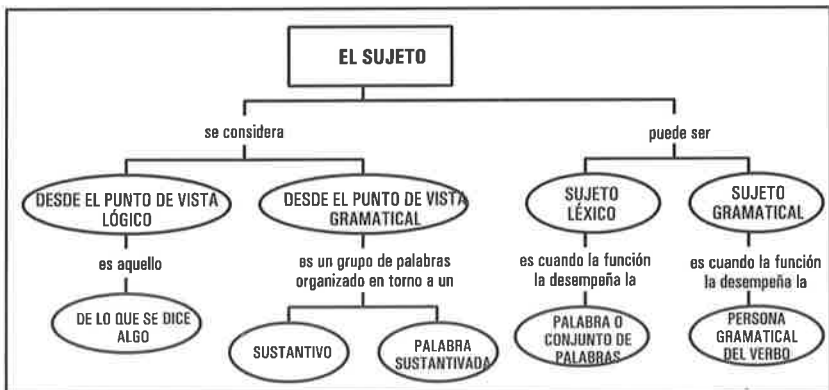 EL SUJETO
se considera
puede ser
DESDE EL PUNTO DE VISTA
LÓGICO
DESDE EL PUNTO DE VISTA
GRAMATICAL
SUJETO
LÉXICO
SUJETO
GRAMATICAL
es aquello
es un grupo de palabras
organizado en torno a un
es cuando la función
la desempeña la
es cuando la función
la desempeña la
DE LO QUE SE DICE
ALGO
SUSTANTIVO
PALABRA
SUSTANTIVADA
PALABRA O
CONJUNTO DE
PALABRAS
PERSONA
GRAMATICAL
DEL VERBO